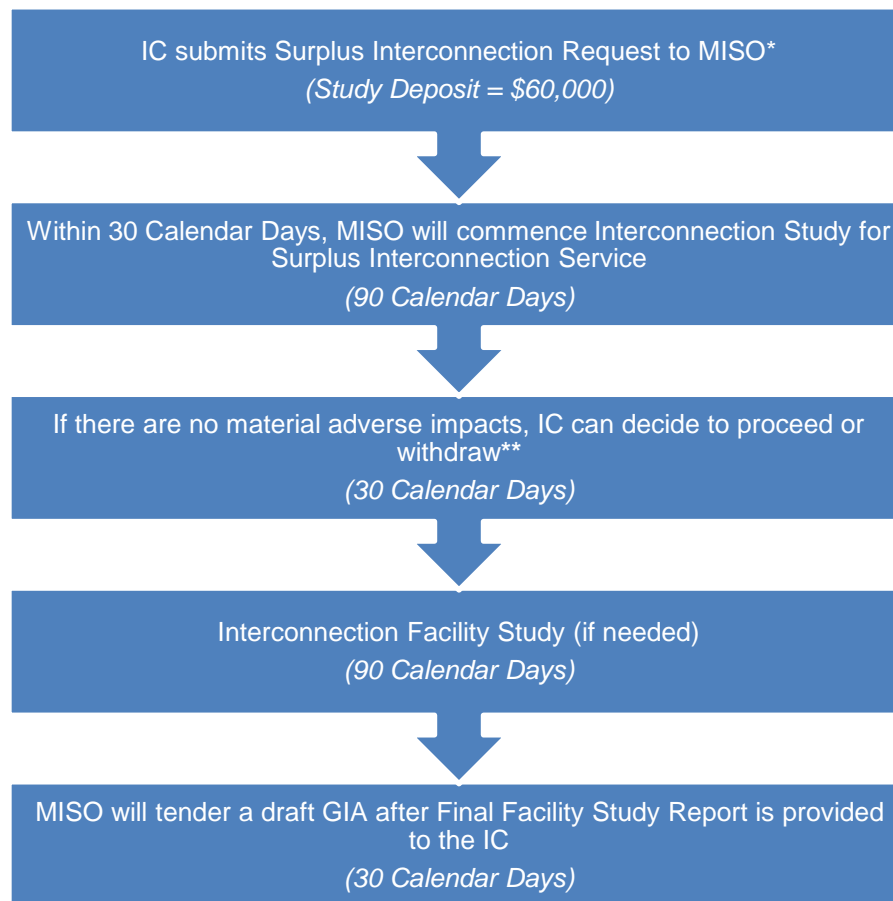 IC submits Surplus Interconnection Request to MISO*
(Study Deposit = $60,000)
Within 30 Calendar Days, MISO will commence Interconnection Study for
Surplus Interconnection Service
(90 Calendar Days)
If there are no material adverse impacts, IC can decide to proceed or
withdraw**
(30 Calendar Days)
Interconnection Facility Study (if needed)
(90 Calendar Days)
MISO will tender a draft GIA after Final Facility Study Report is provided
to the IC
(30 Calendar Days)